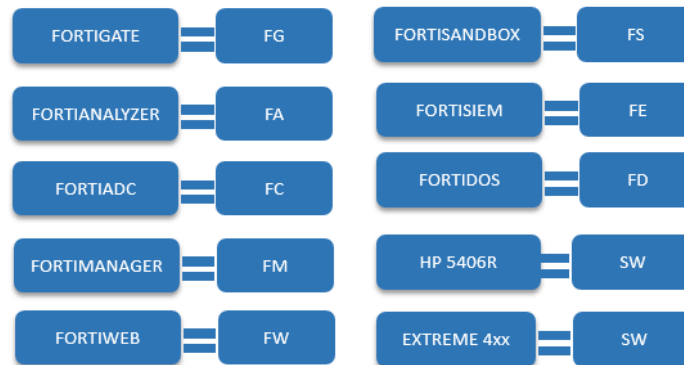 FORTIGATE = FG
FORTIANALYZER = FA
FORTIADC = FC
FORTIMANAGER = FM
FORTIWEB = FW
FORTISANDBOX = FS
FORTISIEM = FE
FORTIDOS = FD
HP 5406R = SW
EXTREME 4xx = SW